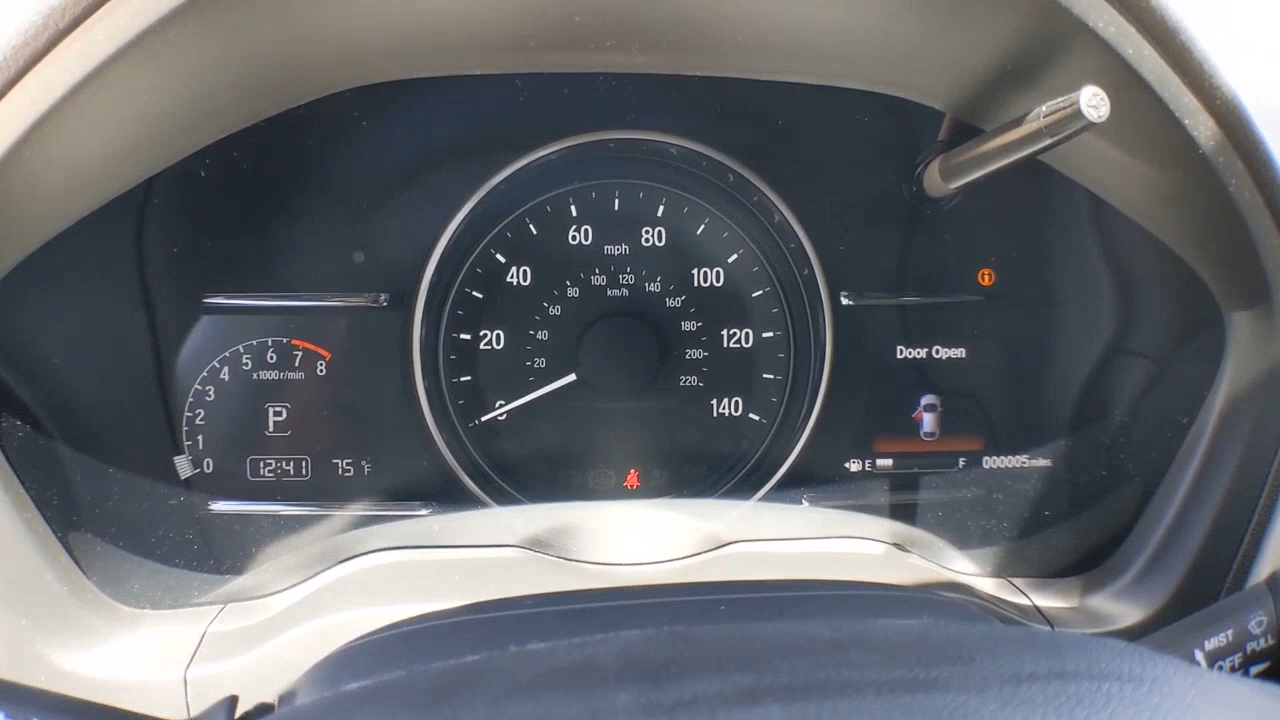 60 80
mph
40 100
80 100 120 140
km/h
60 160
20 120
40 180
20 200
220
0 140
5 6 7
4 8
x1000 r/min
3
2
1
0
P
12:41 75 °F
Door Open
E F 000005 miles
MIST
OFF PULL